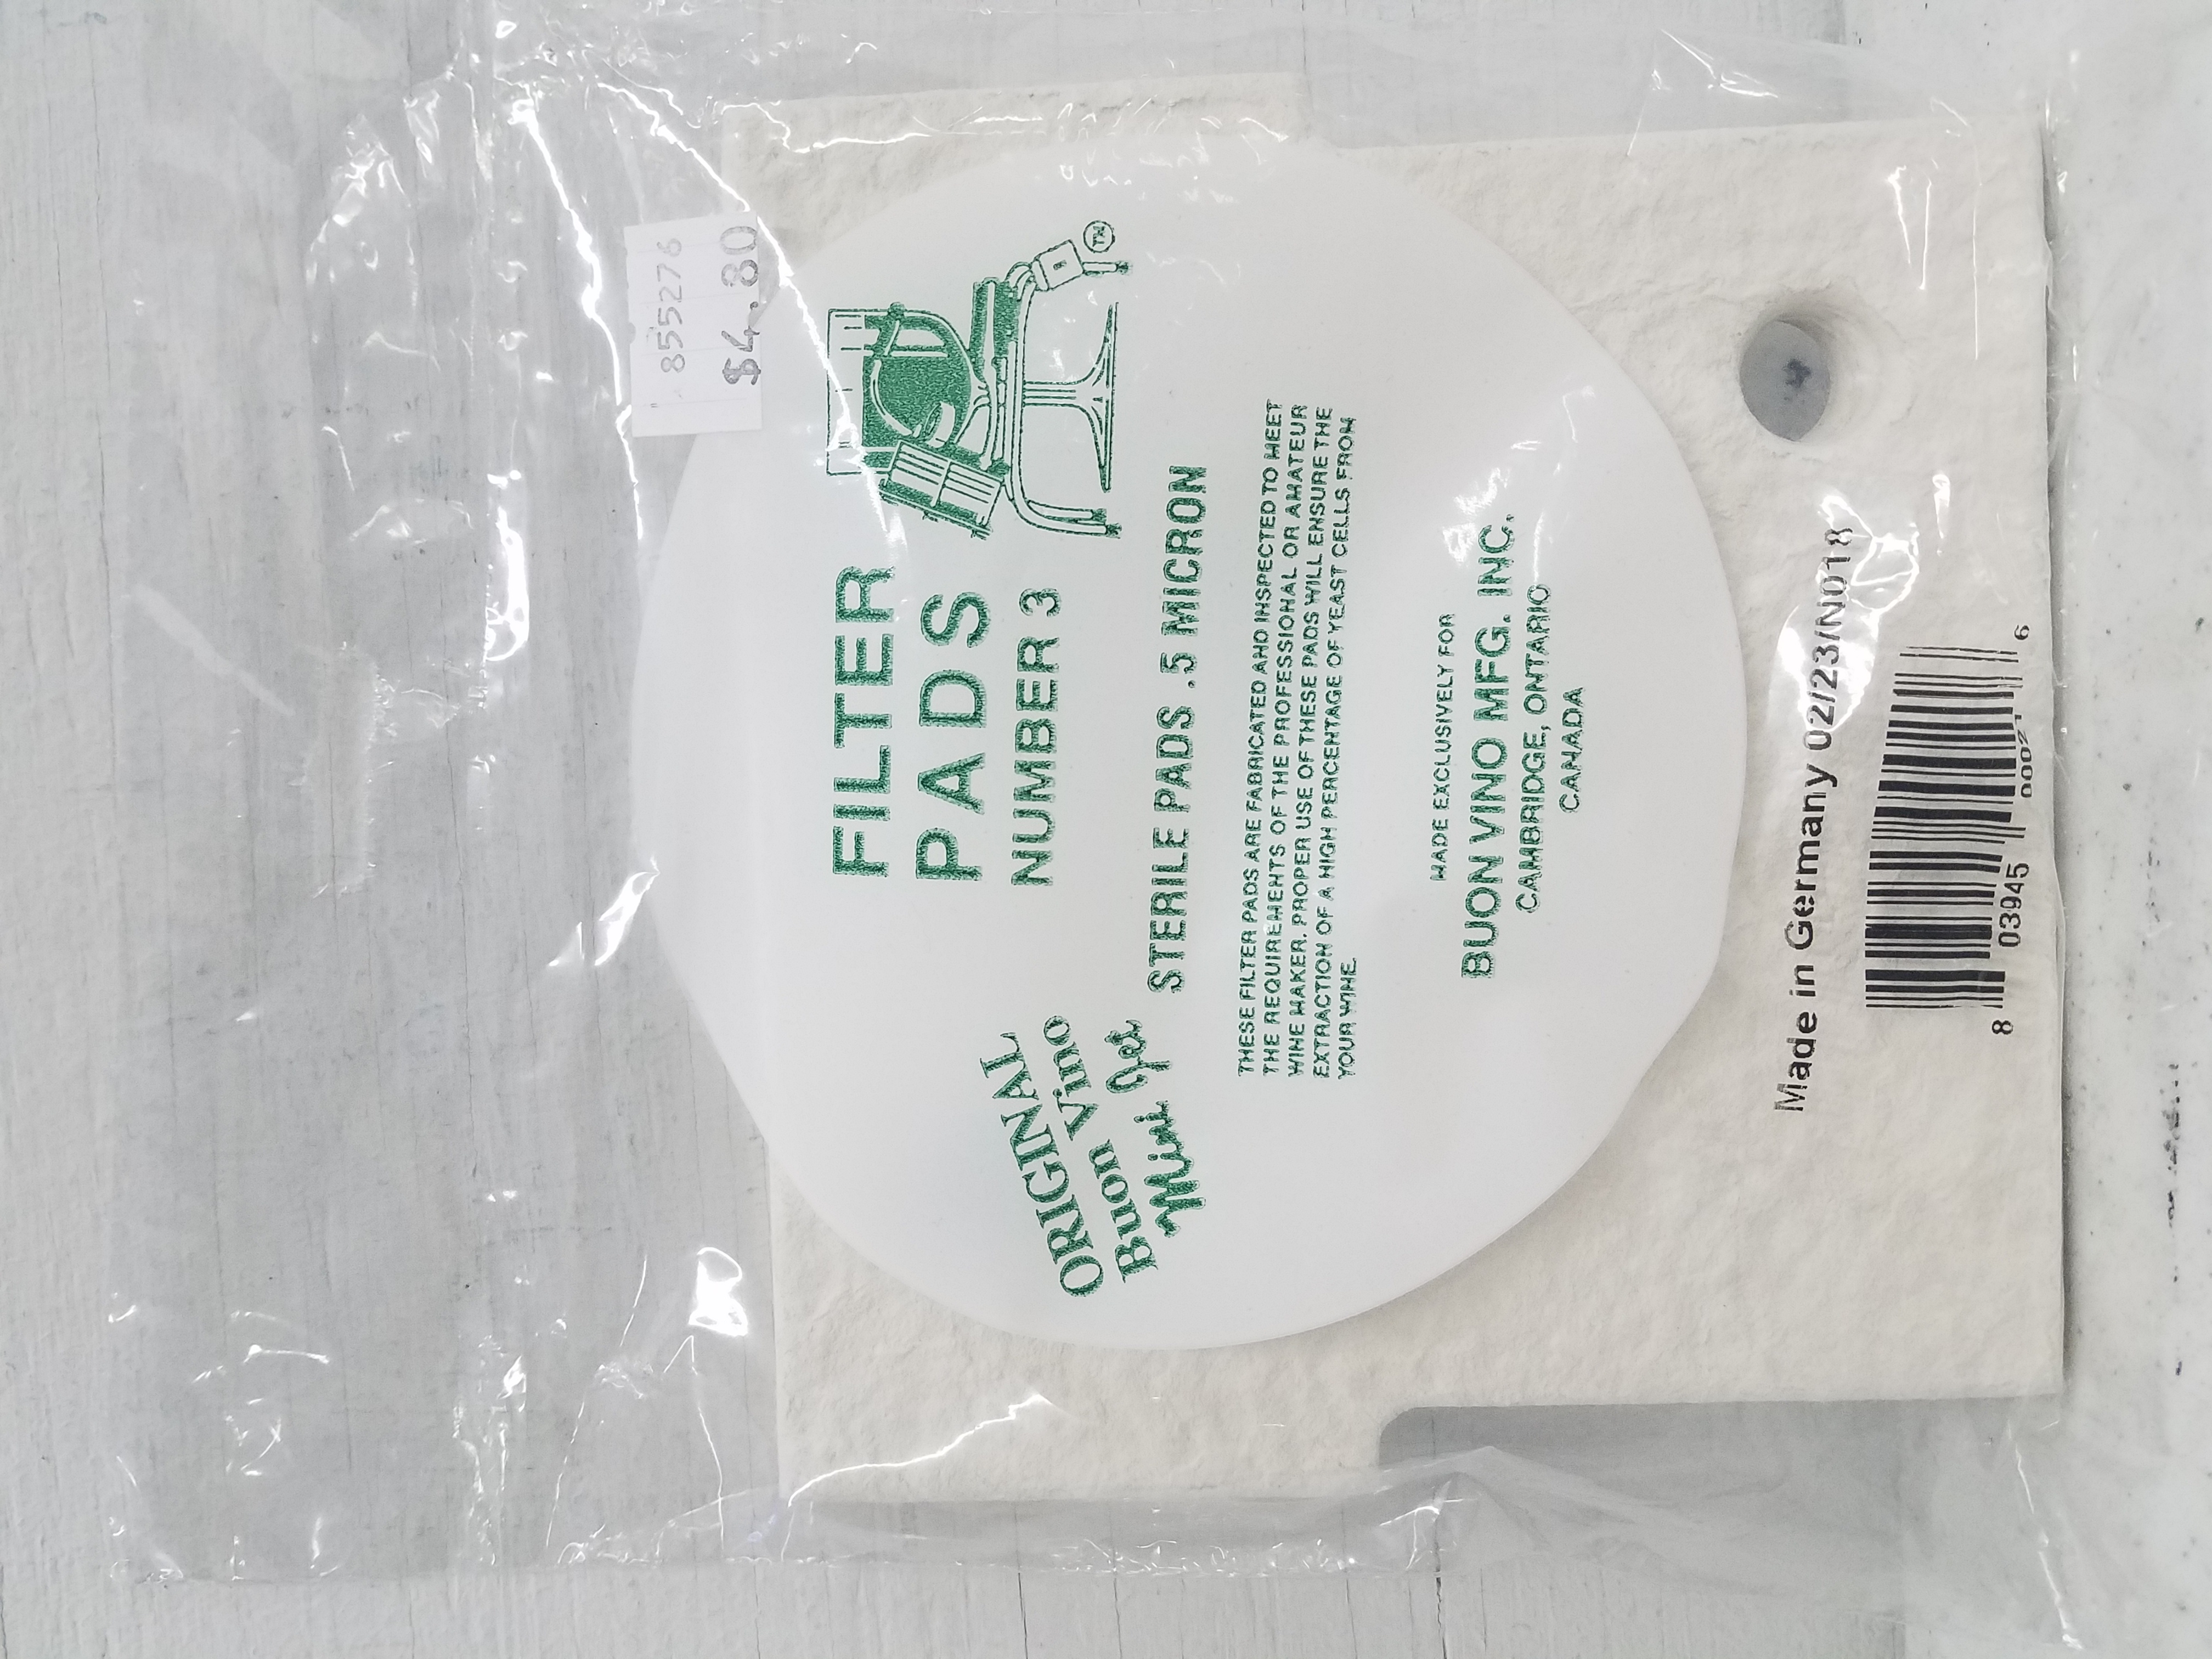 855276
$4.80
FILTER
PADS
NUMBER 3
TM
ORIGINAL
Buon Vino
Mini Jet
STERILE PADS .5 MICRON
THESE FILTER PADS ARE FABRICATED AND INSPECTED TO MEET
THE REQUIREMENTS OF THE PROFESSIONAL OR AMATEUR
WINE MAKER. PROPER USE OF THESE PADS WILL ENSURE THE
EXTRACTION OF A HIGH PERCENTAGE OF YEAST CELLS FROM
YOUR WINE.
MADE EXCLUSIVELY FOR
BUON VINO MFG. INC.
CAMBRIDGE, ONTARIO
CANADA
Made in Germany 02/23/N018
8 03945 6